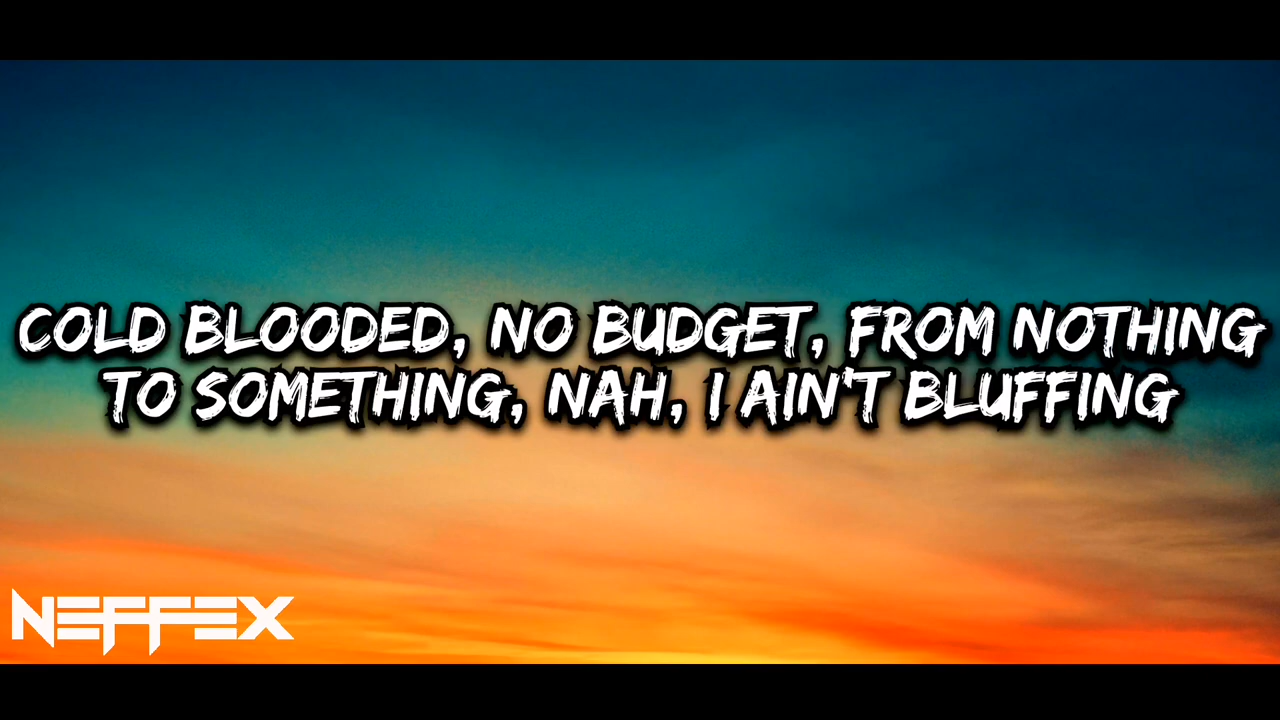 COLD BLOODED, NO BUDGET, FROM NOTHING
TO SOMETHING, NAH, I AIN'T BLUFFING
NEFFEX